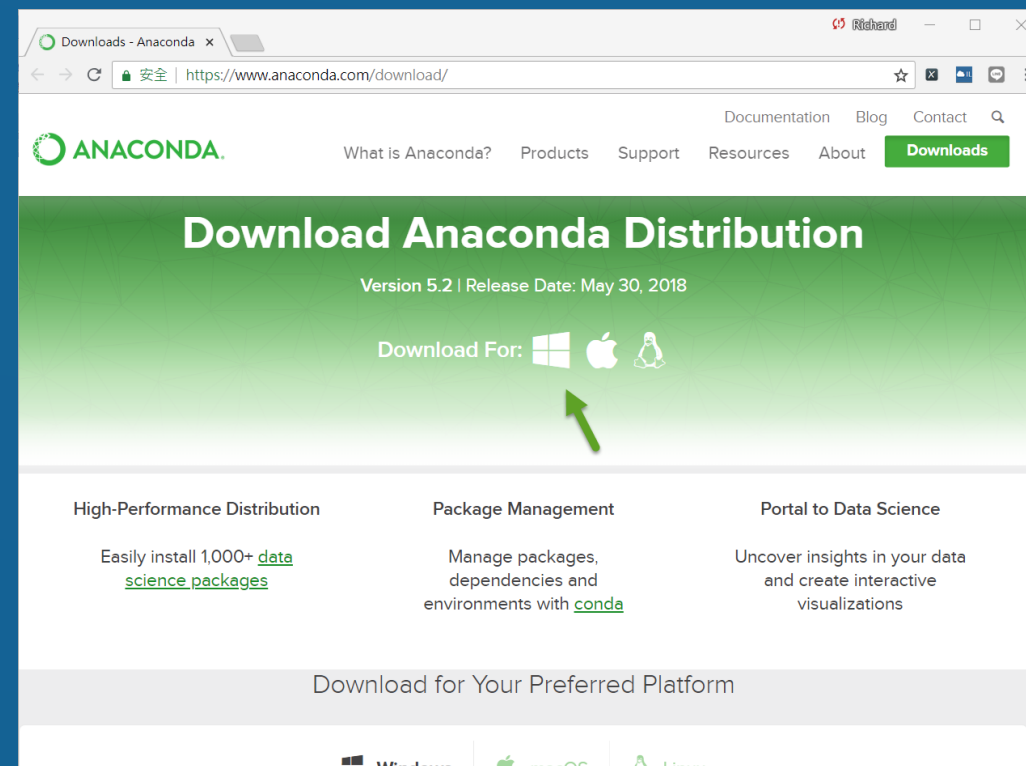 Richard
Downloads - Anaconda
安全 | https://www.anaconda.com/download/
Documentation Blog Contact
ANACONDA.
What is Anaconda? Products Support Resources About Downloads
Download Anaconda Distribution
Version 5.2 | Release Date: May 30, 2018
Download For:
High-Performance Distribution
Easily install 1,000+ data
science packages
Package Management
Manage packages,
dependencies and
environments with conda
Portal to Data Science
Uncover insights in your data
and create interactive
visualizations
Download for Your Preferred Platform
Windows macOS Linux